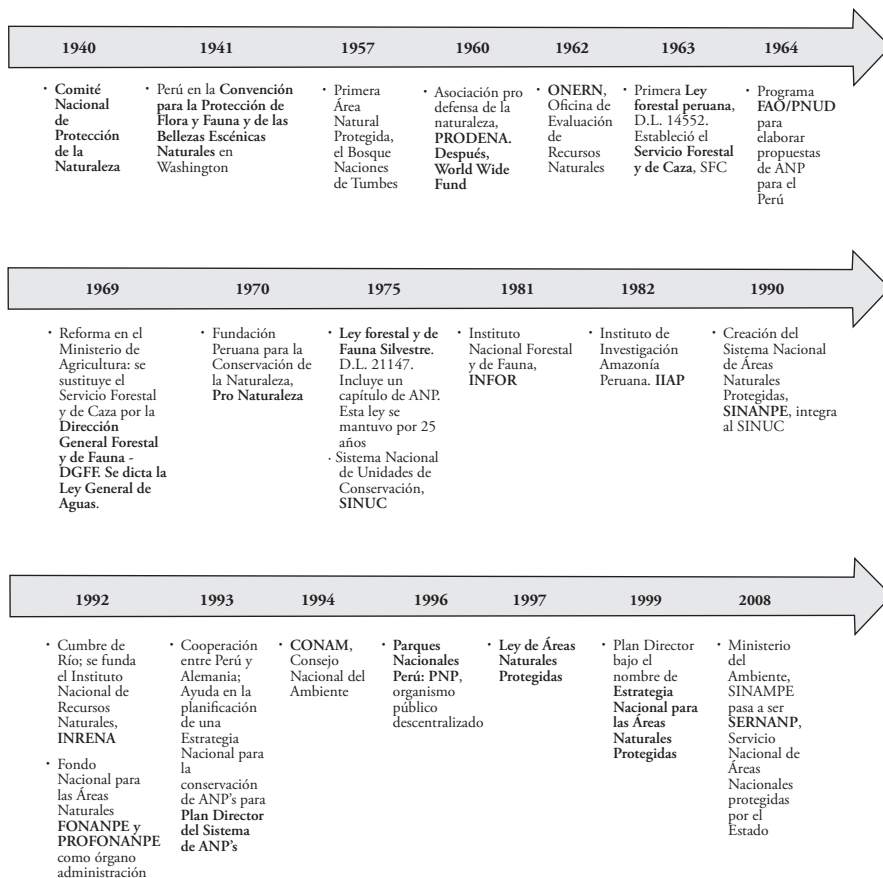 1940 1941 1957 1960 1962 1963 1964
• Comité
Nacional
de
Protección
de la
Naturaleza
• Perú en la Convención
para la Protección de
Flora y Fauna y de las
Bellezas Escénicas
Naturales en
Washington
• Primera
Área
Natural
Protegida,
el Bosque
Naciones
de Tumbes
• Asociación pro
defensa de la
naturaleza,
PRODENA.
Después,
World Wide
Fund
• ONERN,
Oficina de
Evaluación
de
Recursos
Naturales
• Primera Ley
forestal peruana,
D.L. 14552.
Estableció el
Servicio Forestal
y de Caza, SFC
• Programa
FAO/PNUD
para
elaborar
propuestas
de ANP
para el
Perú
1969 1970 1975 1981 1982 1990
• Reforma en el
Ministerio de
Agricultura: se
sustituye el
Servicio Forestal
y de Caza por la
Dirección
General Forestal
y de Fauna -
DGFF. Se dicta la
Ley General de
Aguas.
• Fundación
Peruana para la
Conservación de
la Naturaleza,
Pro Naturaleza
• Ley forestal y de
Fauna Silvestre.
D.L. 21147.
Incluye un
capítulo de ANP.
Esta ley se
mantuvo por 25
años
· Sistema Nacional
de Unidades de
Conservación,
SINUC
• Instituto
Nacional Forestal
y de Fauna,
INFOR
• Instituto de
Investigación
Amazonía
Peruana. IIAP
• Creación del
Sistema Nacional
de Áreas
Naturales
Protegidas,
SINANPE, integra
al SINUC
1992 1993 1994 1996 1997 1999 2008
• Cumbre de
Río; se funda
el Instituto
Nacional de
Recursos
Naturales,
INRENA
• Fondo
Nacional para
las Áreas
Naturales
FONANPE y
PROFONANPE
como órgano
administración
• Cooperación
entre Perú y
Alemania;
Ayuda en la
planificación
de una
Estrategia
Nacional para
la
conservación
de ANP's para
Plan Director
del Sistema
de ANP's
• CONAM,
Consejo
Nacional del
Ambiente
• Parques
Nacionales
Perú: PNP,
organismo
público
descentralizado
• Ley de Áreas
Naturales
Protegidas
• Plan Director
bajo el
nombre de
Estrategia
Nacional para
las Áreas
Naturales
Protegidas
• Ministerio
del
Ambiente,
SINAMPE
pasa a ser
SERNANP,
Servicio
Nacional de
Áreas
Nacionales
protegidas
por el
Estado